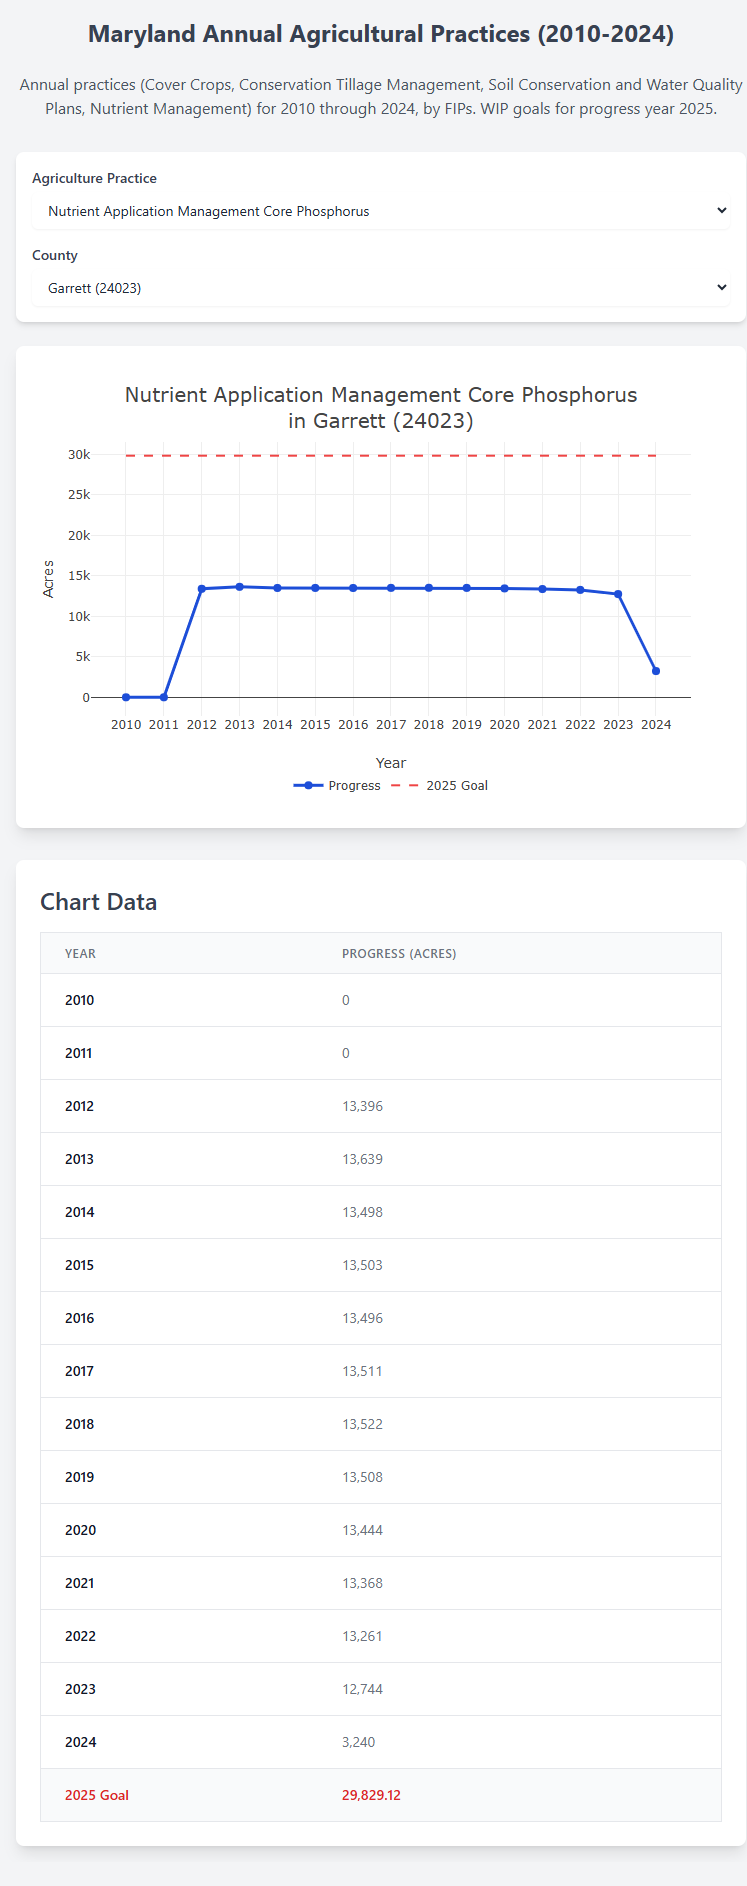 Maryland Annual Agricultural Practices (2010-2024)
Annual practices (Cover Crops, Conservation Tillage Management, Soil Conservation and Water Quality
Plans, Nutrient Management) for 2010 through 2024, by FIPs. WIP goals for progress year 2025.
Agriculture Practice
Nutrient Application Management Core Phosphorus
County
Garrett (24023)
Nutrient Application Management Core Phosphorus
in Garrett (24023)
30k
25k
20k
15k
10k
5k
0
Acres
2010 2011 2012 2013 2014 2015 2016 2017 2018 2019 2020 2021 2022 2023 2024
Year
Progress 2025 Goal
Chart Data
YEAR PROGRESS (ACRES)
2010 0
2011 0
2012 13,396
2013 13,639
2014 13,498
2015 13,503
2016 13,496
2017 13,511
2018 13,522
2019 13,508
2020 13,444
2021 13,368
2022 13,261
2023 12,744
2024 3,240
2025 Goal 29,829.12